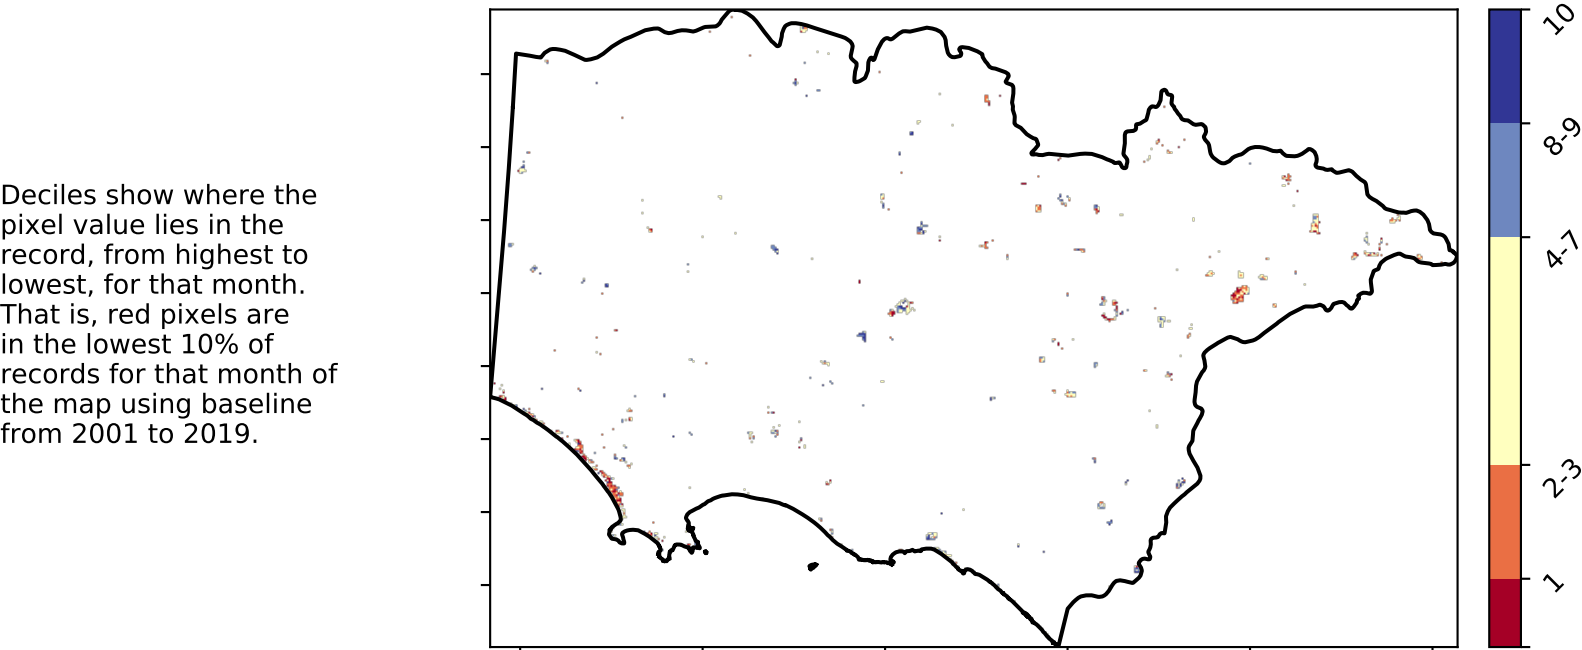 Deciles show where the
pixel value lies in the
record, from highest to
lowest, for that month.
That is, red pixels are
in the lowest 10% of
records for that month of
the map using baseline
from 2001 to 2019.
10
8-9
4-7
2-3
1